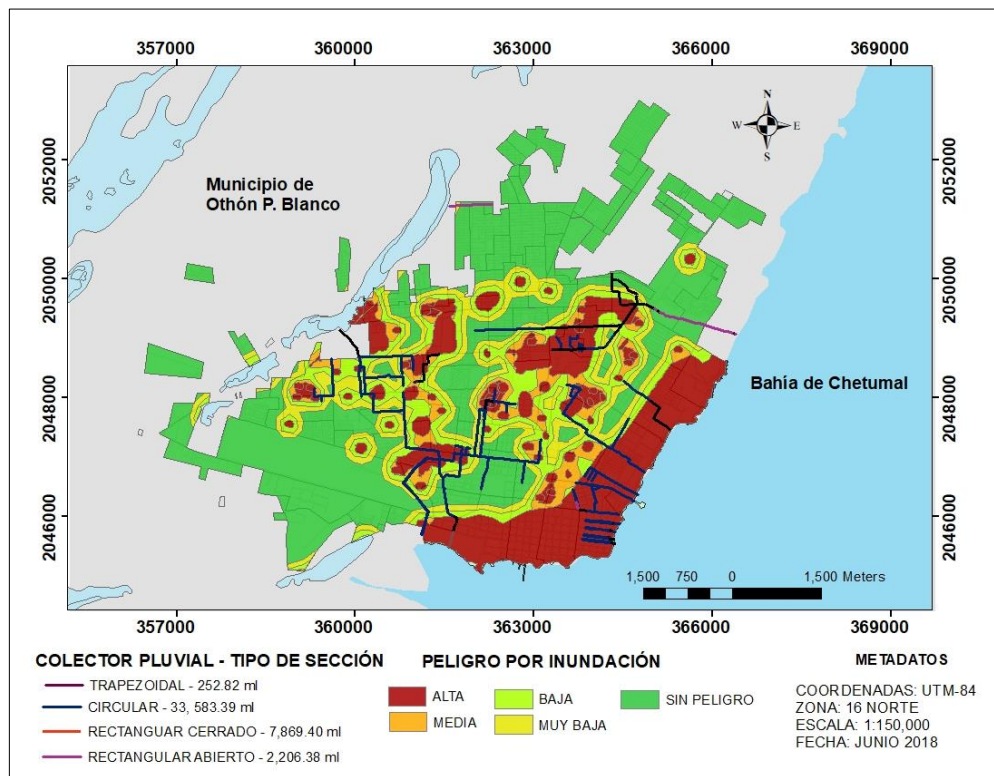 357000 360000 363000 366000 369000
N
W E
S
2052000 2052000
Municipio de
Othón P. Blanco
2050000 2050000
Bahía de Chetumal
2048000 2048000
2046000 2046000
1,500 750 0 1,500 Meters
357000 360000 363000 366000 369000
COLECTOR PLUVIAL - TIPO DE SECCIÓN
TRAPEZOIDAL - 252.82 ml
CIRCULAR - 33, 583.39 ml
RECTANGUAR CERRADO - 7,869.40 ml
RECTANGULAR ABIERTO - 2,206.38 ml
PELIGRO POR INUNDACIÓN
ALTA
MEDIA
BAJA
MUY BAJA
SIN PELIGRO
METADATOS
COORDENADAS: UTM-84
ZONA: 16 NORTE
ESCALA: 1:150,000
FECHA: JUNIO 2018